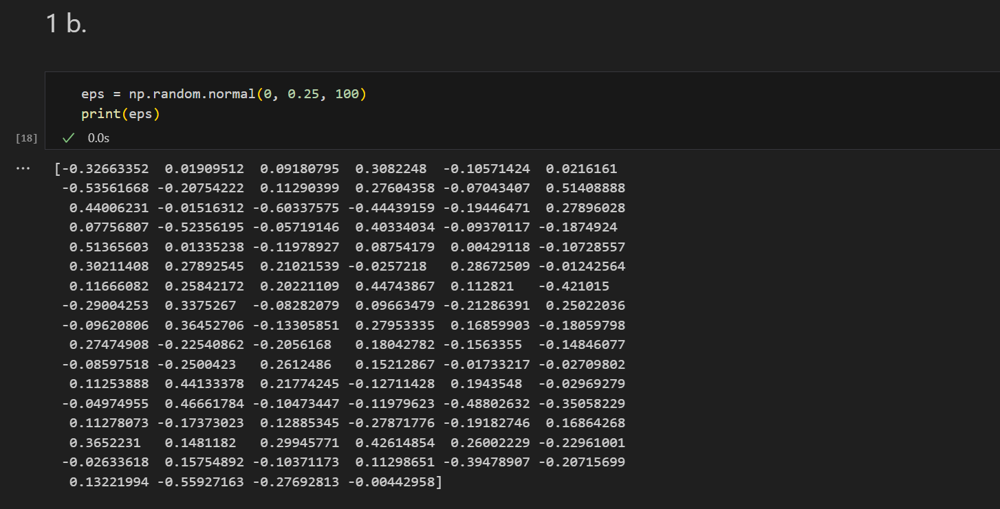 1 b.
eps = np.random.normal(0, 0.25, 100)
print(eps)
[18] 0.0s
... [-0.32663352 0.01909512 0.09180795 0.3082248 -0.10571424 0.0216161
-0.53561668 -0.20754222 0.11290399 0.27604358 -0.07043407 0.51408888
0.44006231 -0.01516312 -0.60337575 -0.44439159 -0.19446471 0.27896028
0.07756807 -0.52356195 -0.05719146 0.40334034 -0.09370117 -0.1874924
0.51365603 0.01335238 -0.11978927 0.08754179 0.00429118 -0.10728557
0.30211408 0.27892545 0.21021539 -0.0257218 0.28672509 -0.01242564
0.11666082 0.25842172 0.20221109 0.44743867 0.112821 -0.421015
-0.29004253 0.3375267 -0.08282079 0.09663479 -0.21286391 0.25022036
-0.09620806 0.36452706 -0.13305851 0.27953335 0.16859903 -0.18059798
0.27474908 -0.22540862 -0.2056168 0.18042782 -0.1563355 -0.14846077
-0.08597518 -0.2500423 0.2612486 0.15212867 -0.01733217 -0.02709802
0.11253888 0.44133378 0.21774245 -0.12711428 0.1943548 -0.02969279
-0.04974955 0.46661784 -0.10473447 -0.11979623 -0.48802632 -0.35058229
0.11278073 -0.17373023 0.12885345 -0.27871776 -0.19182746 0.16864268
0.3652231 0.1481182 0.29945771 0.42614854 0.26002229 -0.22961001
-0.02633618 0.15754892 -0.10371173 0.11298651 -0.39478907 -0.20715699
0.13221994 -0.55927163 -0.27692813 -0.00442958]